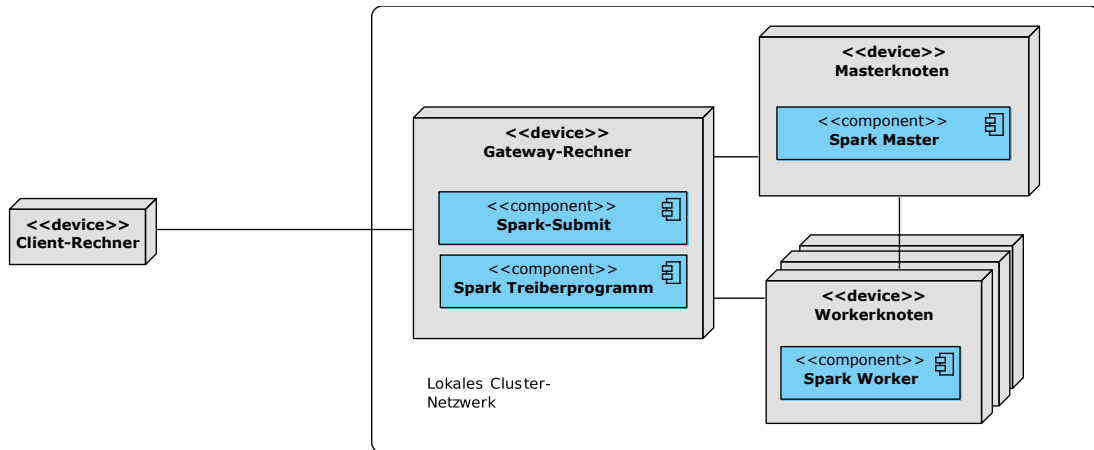 <<device>>
Client-Rechner
<<device>>
Gateway-Rechner
<<component>>
Spark-Submit
<<component>>
Spark Treiberprogramm
Lokales Cluster-
Netzwerk
<<device>>
Masterknoten
<<component>>
Spark Master
<<device>>
Workerknoten
<<component>>
Spark Worker